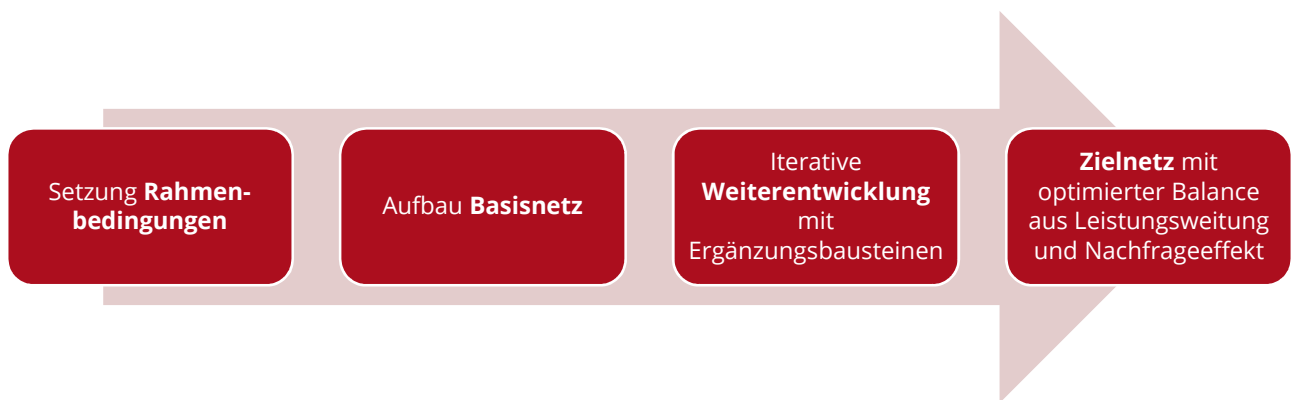 Setzung Rahmen-
bedingungen
Aufbau Basisnetz
Iterative
Weiterentwicklung
mit
Ergänzungsbausteinen
Zielnetz mit
optimierter Balance
aus Leistungsweitung
und Nachfrageeffekt